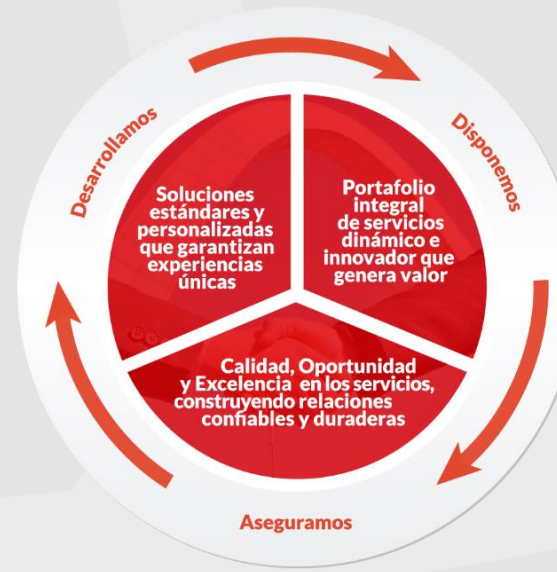 Desarrollamos
Disponemos
Soluciones
estándares y
personalizadas
que garantizan
experiencias
únicas
Portafolio
integral
de servicios
dinámico e
innovador que
genera valor
Calidad, Oportunidad
y Excelencia en los servicios,
construyendo relaciones
confiables y duraderas
Aseguramos